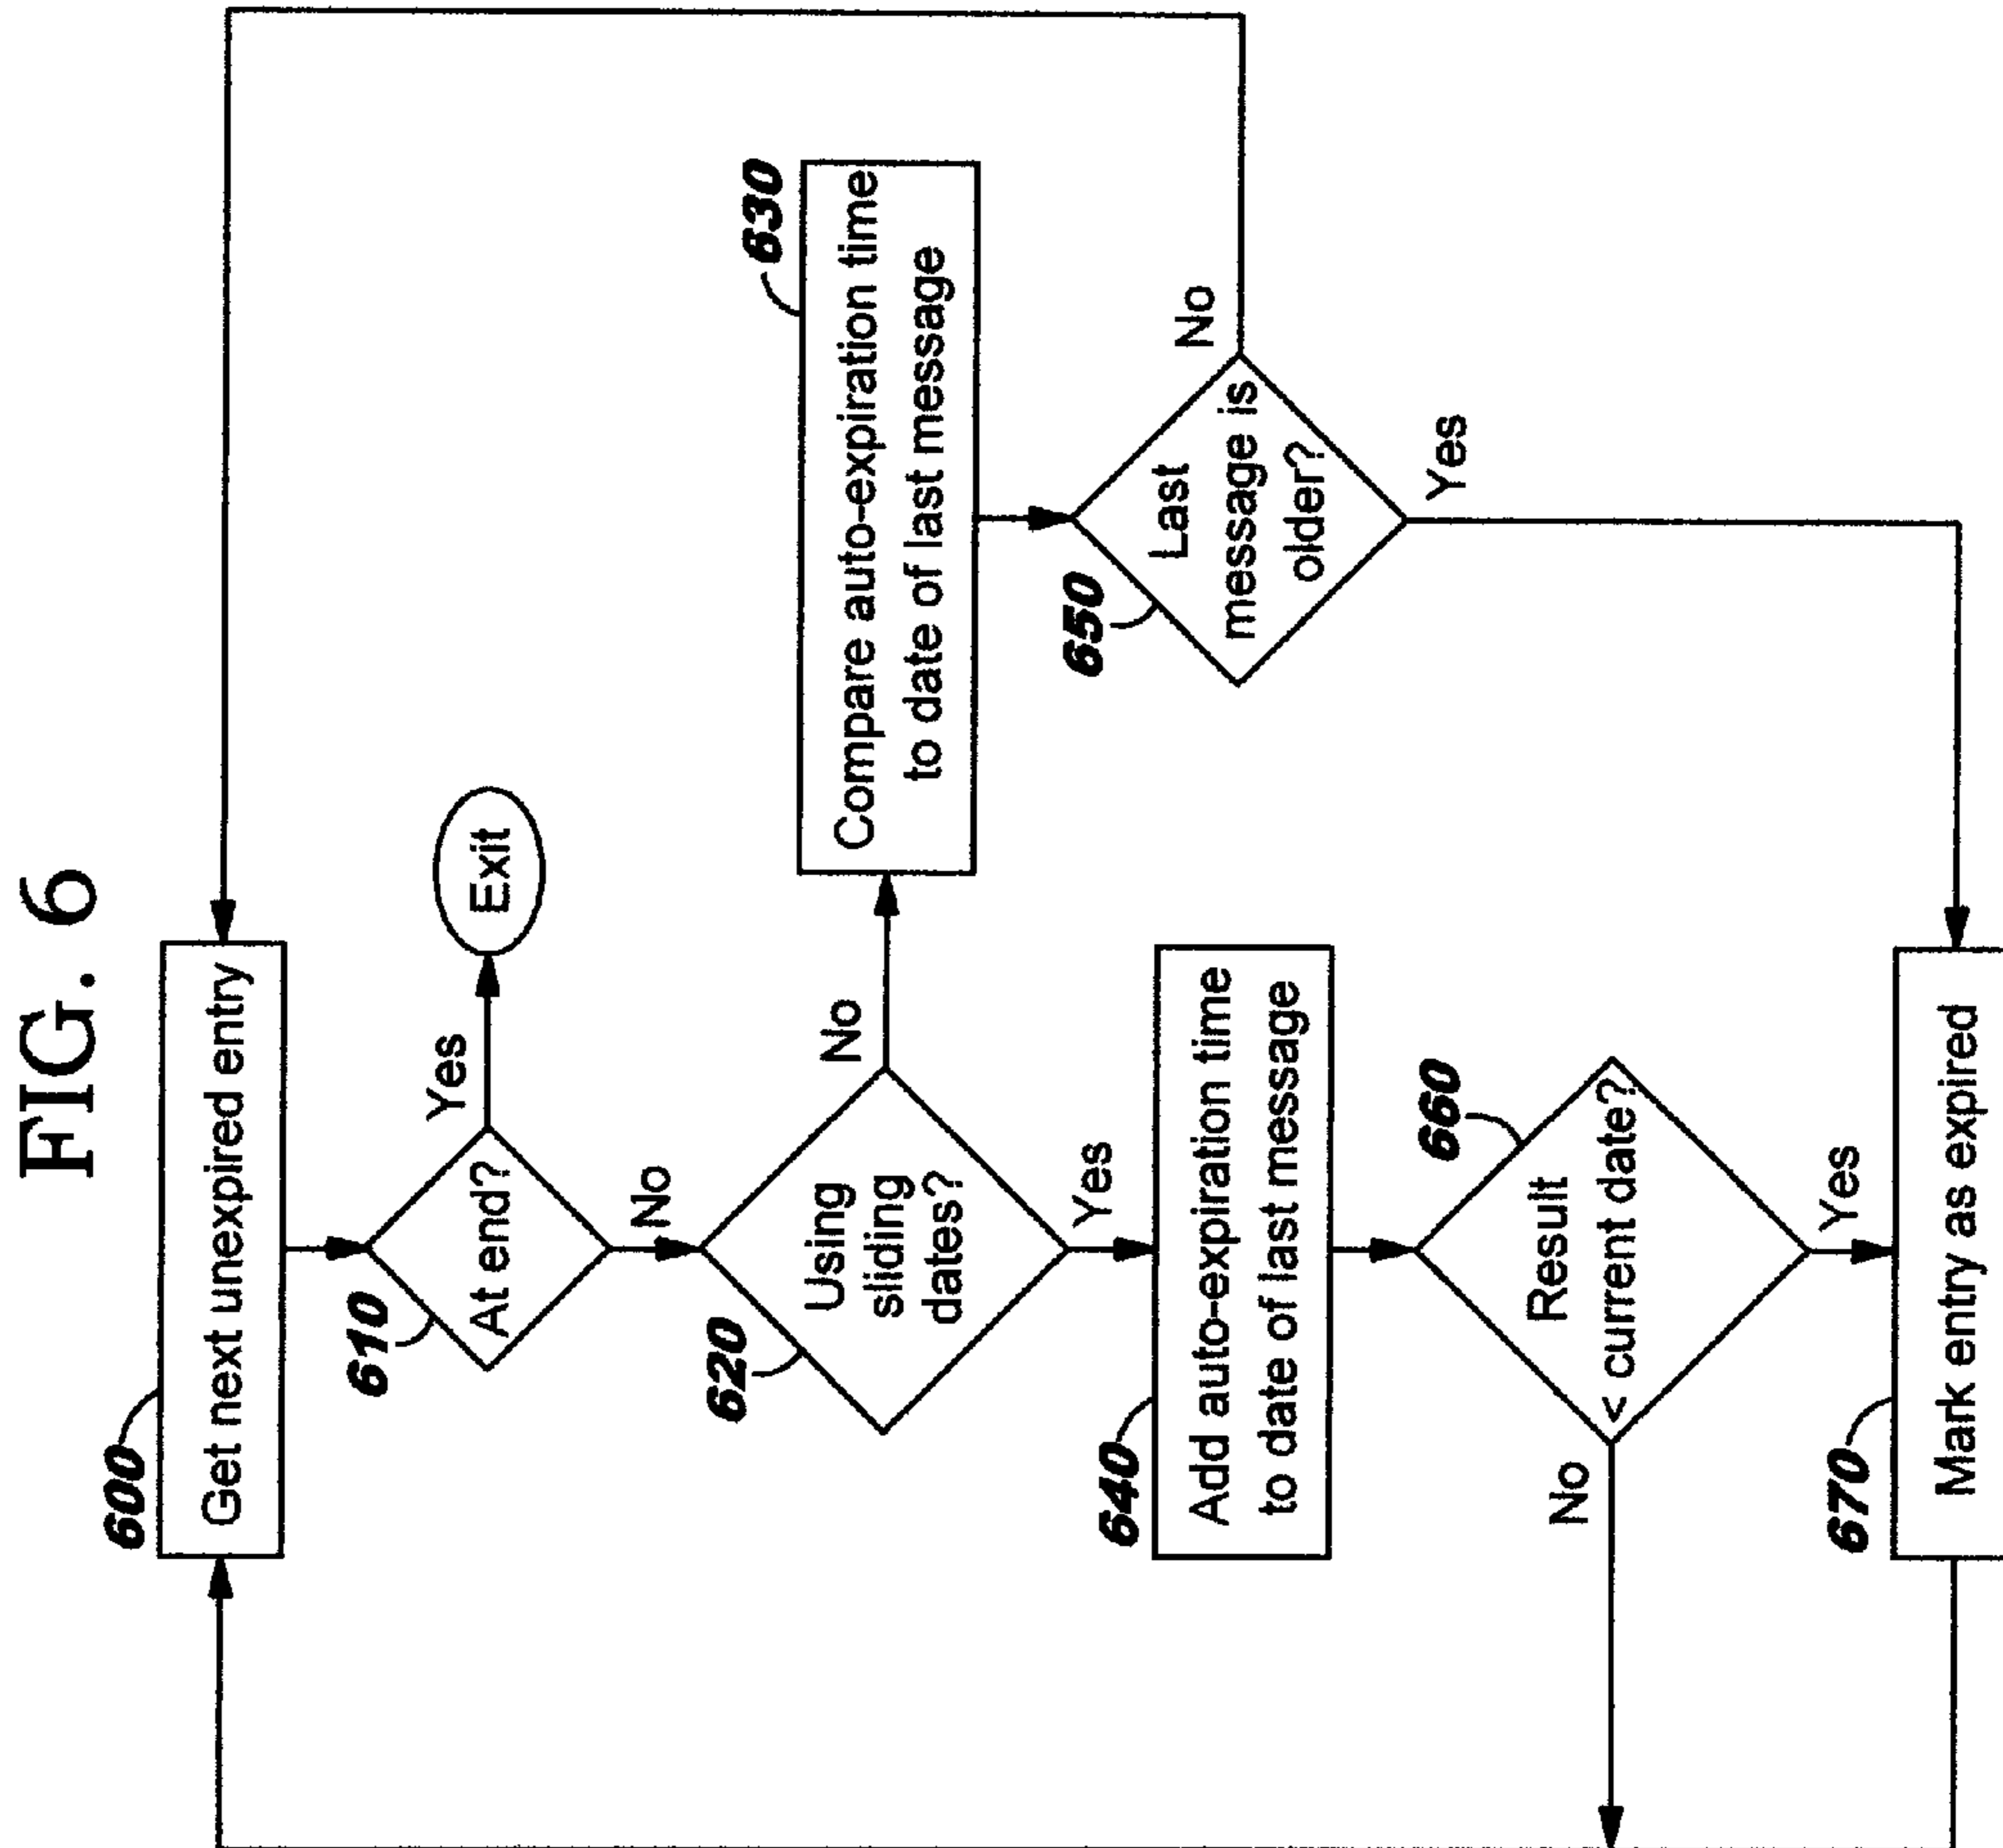 FIG. 6
600
Get next unexpired entry
610
At end?
Yes
Exit
No
620
Using
sliding
dates?
No
630
Compare auto-expiration time
to date of last message
Yes
640
Add auto-expiration time
to date of last message
650
Last
message is
older?
No
Yes
660
Result
< current date?
No
Yes
670
Mark entry as expired